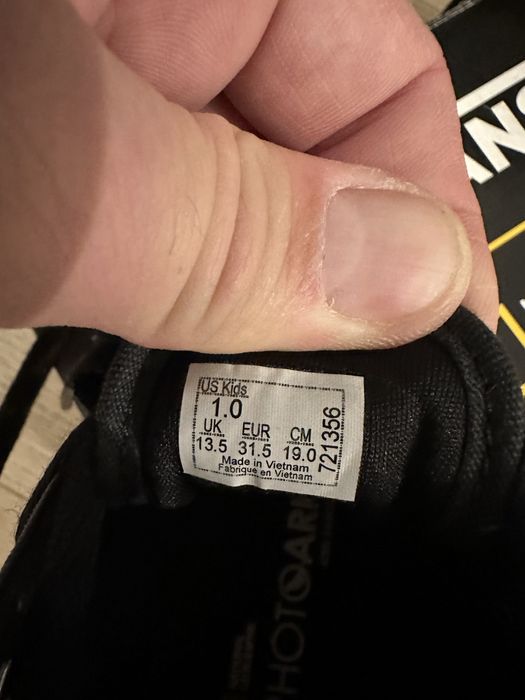 US Kids
1.0
UK EUR CM
13.5 31.5 19.0
Made in Vietnam
Fabrique en Vietnam
721356